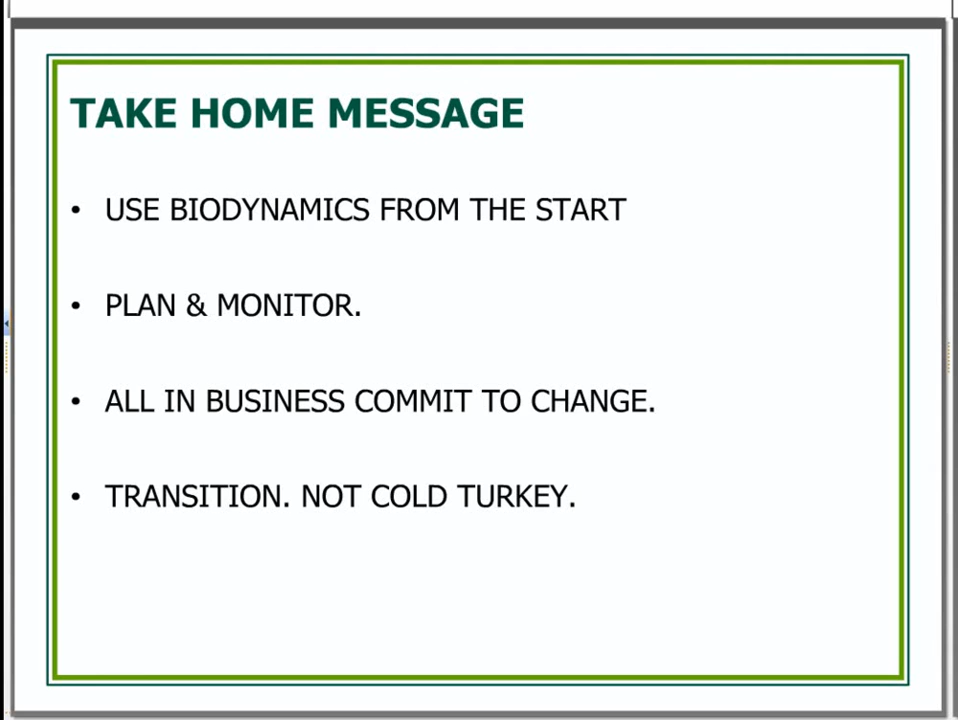 TAKE HOME MESSAGE
• USE BIODYNAMICS FROM THE START
• PLAN & MONITOR.
• ALL IN BUSINESS COMMIT TO CHANGE.
• TRANSITION. NOT COLD TURKEY.